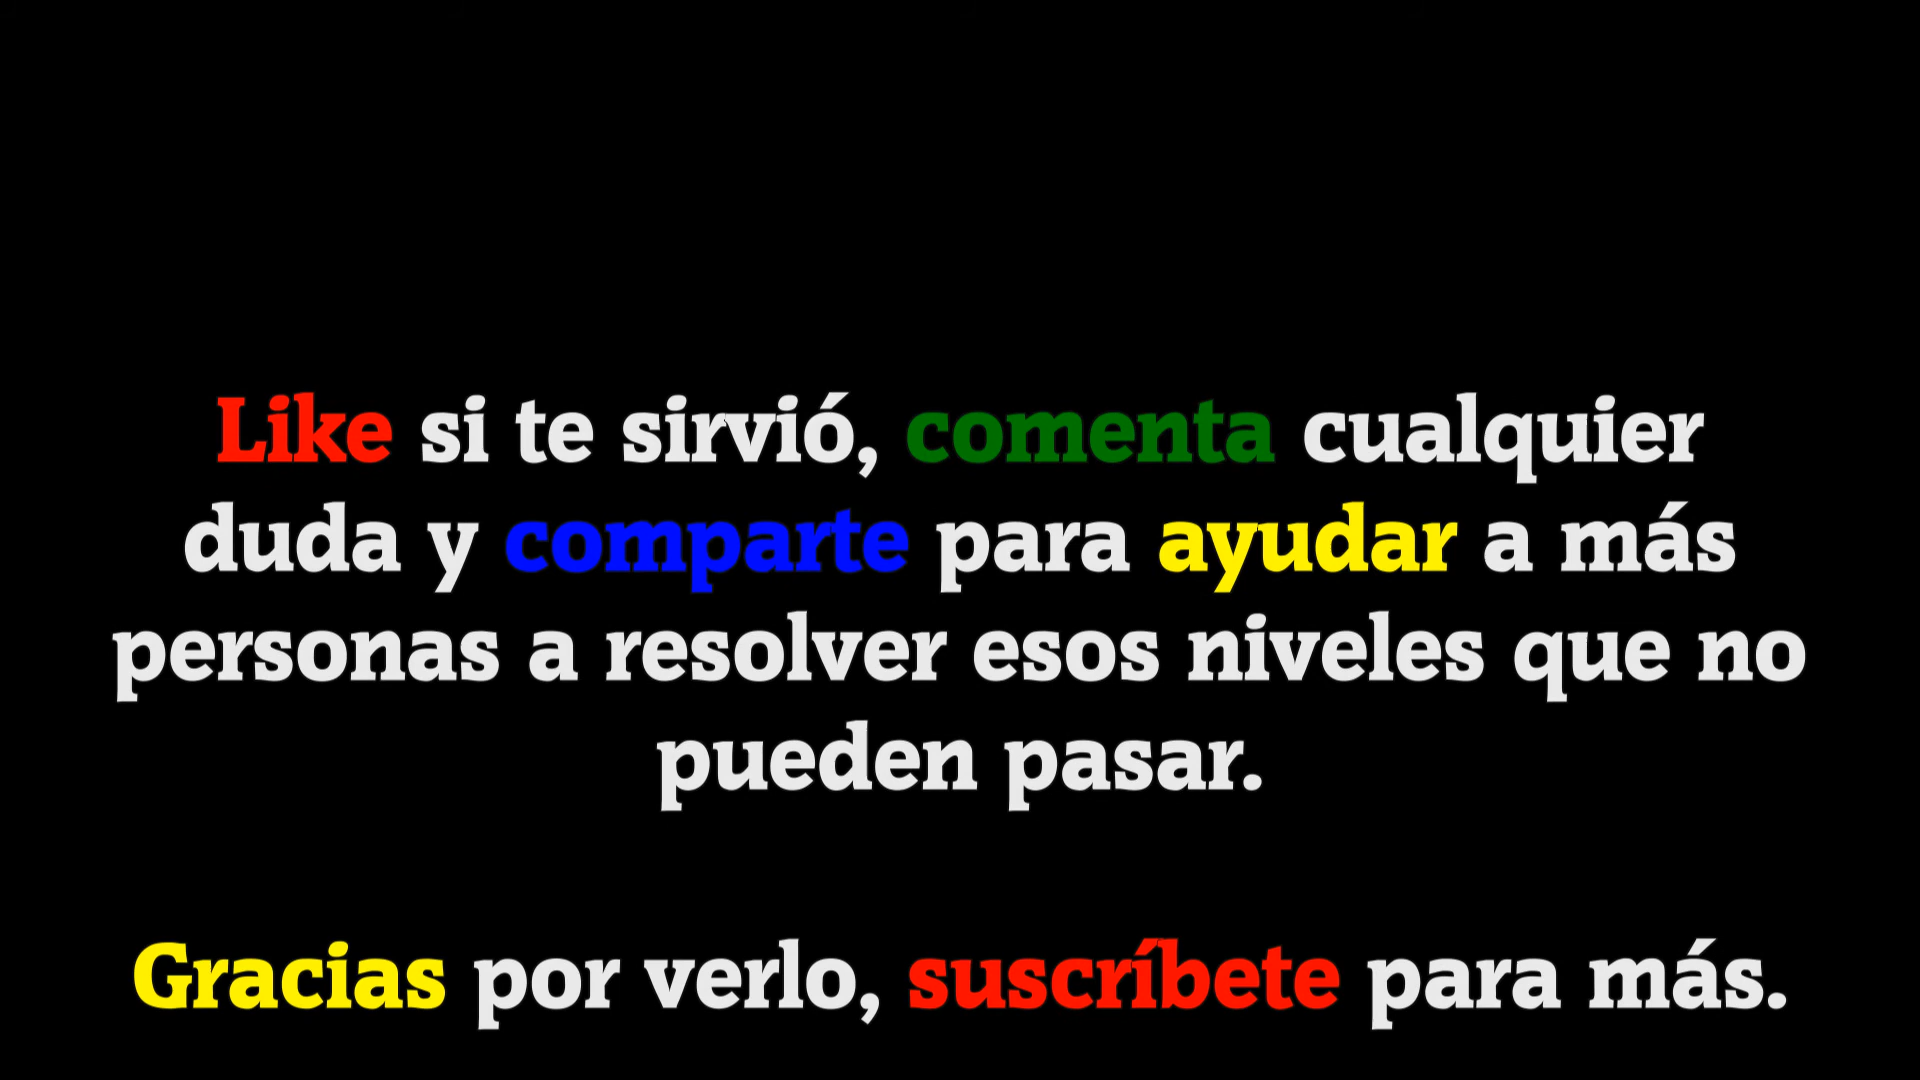 Like si te sirvió, comenta cualquier
duda y comparte para ayudar a más
personas a resolver esos niveles que no
pueden pasar.
Gracias por verlo, suscríbete para más.